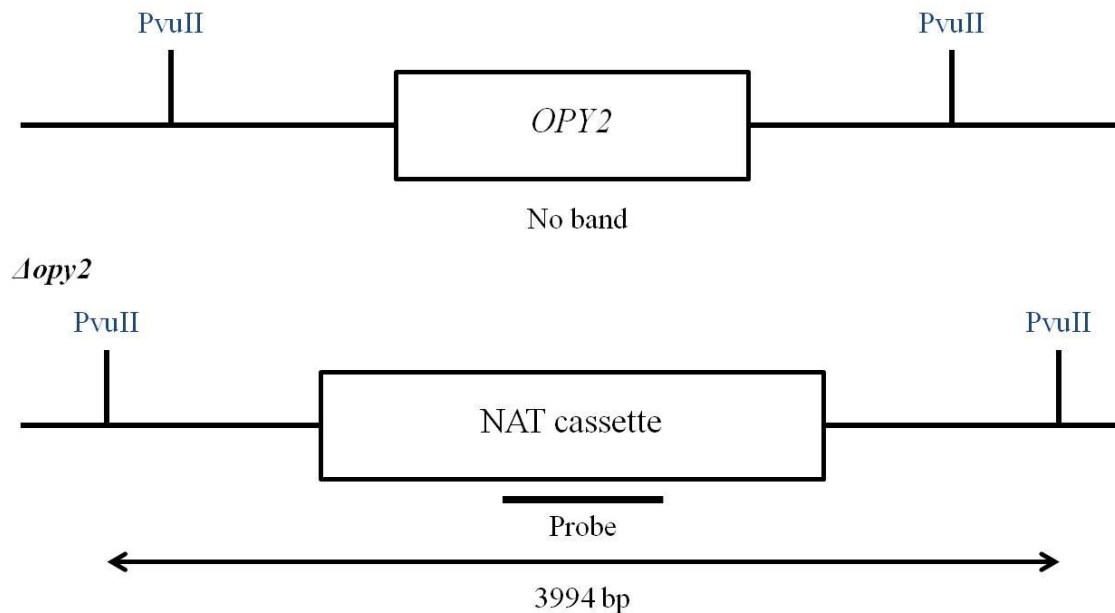 PvuII PvuII
OPY2
No band
Δopy2
PvuII PvuII
NAT cassette
Probe
3994 bp